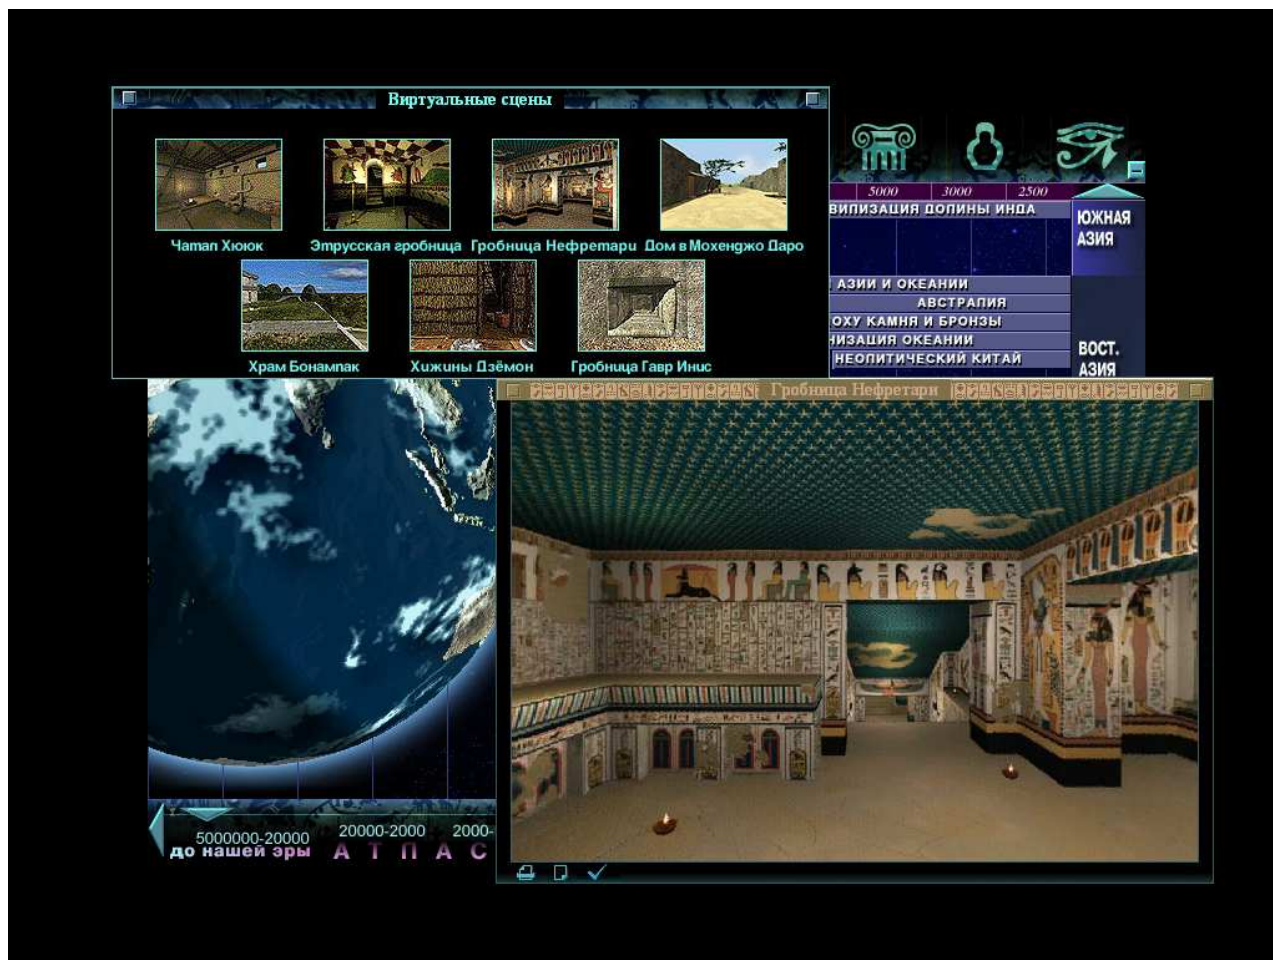 Виртуальные сцены
Чатал Хююк
Этрусская гробница
Гробница Нефретари
Дом в Мохенджо Даро
Храм Бонампак
Хижины Дзёмон
Гробница Гавр Инис
5000 3000 2500
ВИЛИЗАЦИЯ ДОЛИНЫ ИНДА
ЮЖНАЯ
АЗИЯ
АЗИИ И ОКЕАНИИ
АВСТРАЛИЯ
ОХУ КАМНЯ И БРОНЗЫ
НИЗАЦИЯ ОКЕАНИИ
НЕОЛИТИЧЕСКИЙ КИТАЙ
ВОСТ.
АЗИЯ
Гробница Нефретари
5000000-20000
20000-2000
2000-
до нашей эры
АТЛАС